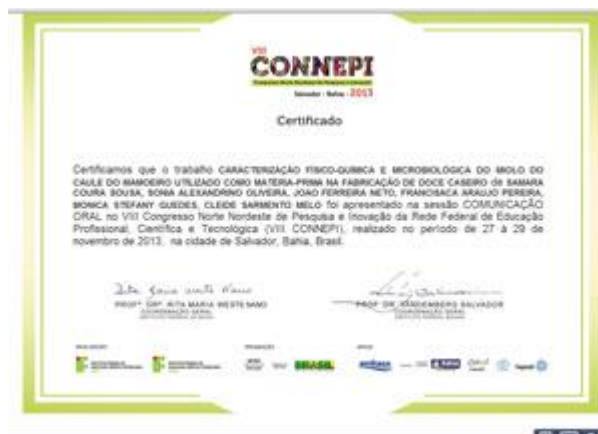 VIII
CONNEPI
Salvador - Bahia - 2013
Certificado
Certificamos que o trabalho CARACTERIZAÇÃO FÍSICO-QUÍMICA E MICROBIOLÓGICA DO MIOLO DO
CAULE DO MAMOEIRO UTILIZADO COMO MATÉRIA-PRIMA NA FABRICAÇÃO DE DOCE CASEIRO de SAMARA
COURA SOUSA, SONIA ALEXANDRINO OLIVEIRA, JOAO FERREIRA NETO, FRANCISACA ARAUJO PEREIRA,
MONICA STEFANY GUEDES, CLEIDE SARMENTO MELO foi apresentado na sessão COMUNICAÇÃO
ORAL no VIII Congresso Norte Nordeste de Pesquisa e Inovação da Rede Federal de Educação
Profissional, Científica e Tecnológica (VIII CONNEPI), realizado no período de 27 à 29 de
novembro de 2013, na cidade de Salvador, Bahia, Brasil.
PROFª DRª RITA MARIA WESTE NANO
COORDENAÇÃO GERAL
PROF DR VANDEMBERG SALVADOR
COORDENAÇÃO GERAL
BRASIL